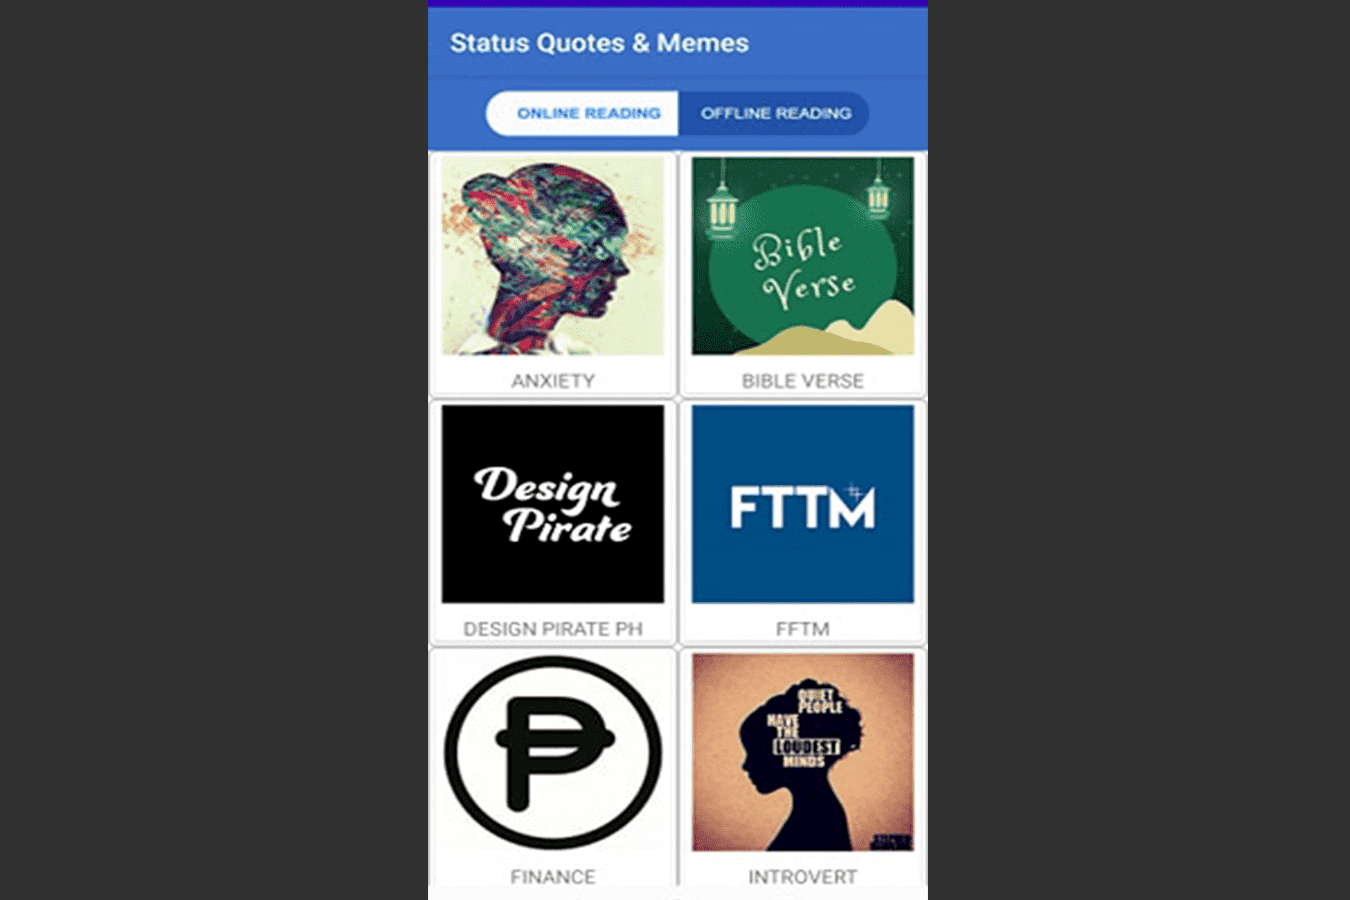 Status Quotes & Memes
ONLINE READING
OFFLINE READING
Bible
Verse
ANXIETY
BIBLE VERSE
Design
Pirate
FTTM
DESIGN PIRATE PH
FFTM
QUIET
PEOPLE
HAVE
THE
LOUDEST
MINDS
FINANCE
INTROVERT